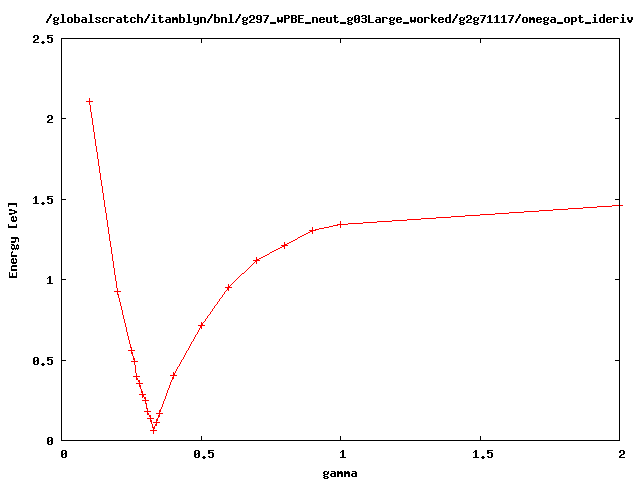 /globalscratch/itamblyn/bnl/g297_wPBE_neut_g03Large_worked/g2g71117/omega_opt_ideriv
2.5
2
1.5
1
0.5
0
Energy [eV]
0 0.5 1 1.5 2
gamma